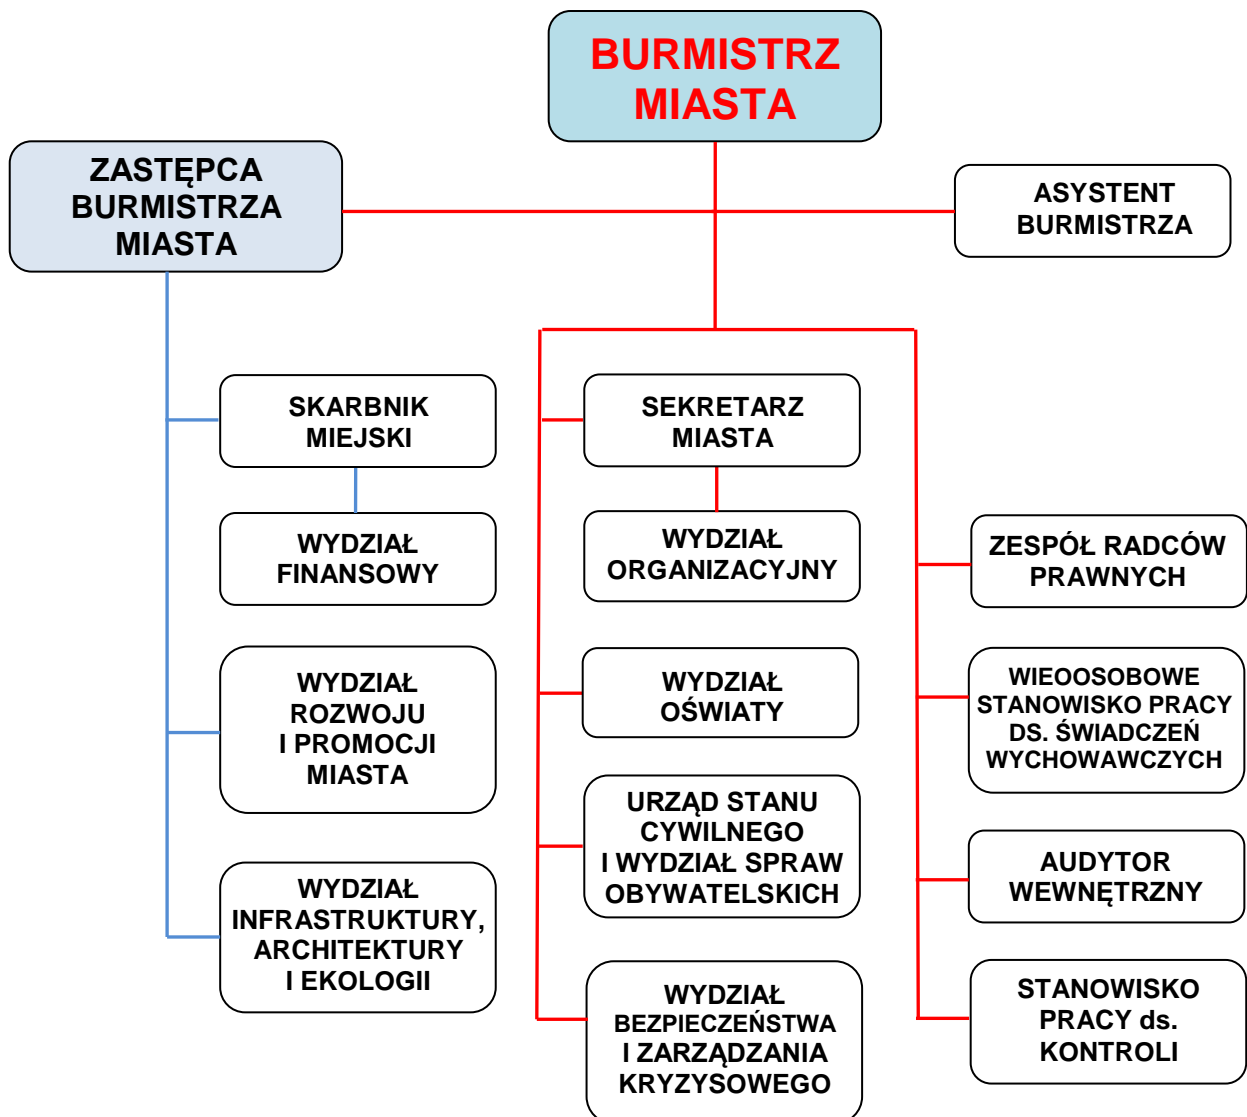 BURMISTRZ
MIASTA
ZASTĘPCA
BURMISTRZA
MIASTA
ASYSTENT
BURMISTRZA
SKARBNIK
MIEJSKI
WYDZIAŁ
FINANSOWY
WYDZIAŁ
ROZWOJU
I PROMOCJI
MIASTA
WYDZIAŁ
INFRASTRUKTURY,
ARCHITEKTURY
I EKOLOGII
SEKRETARZ
MIASTA
WYDZIAŁ
ORGANIZACYJNY
WYDZIAŁ
OŚWIATY
URZĄD STANU
CYWILNEGO
I WYDZIAŁ SPRAW
OBYWATELSKICH
WYDZIAŁ
BEZPIECZEŃSTWA
I ZARZĄDZANIA
KRYZYSOWEGO
ZESPÓŁ RADCÓW
PRAWNYCH
WIEOOSOBOWE
STANOWISKO PRACY
DS. ŚWIADCZEŃ
WYCHOWAWCZYCH
AUDYTOR
WEWNĘTRZNY
STANOWISKO
PRACY ds.
KONTROLI